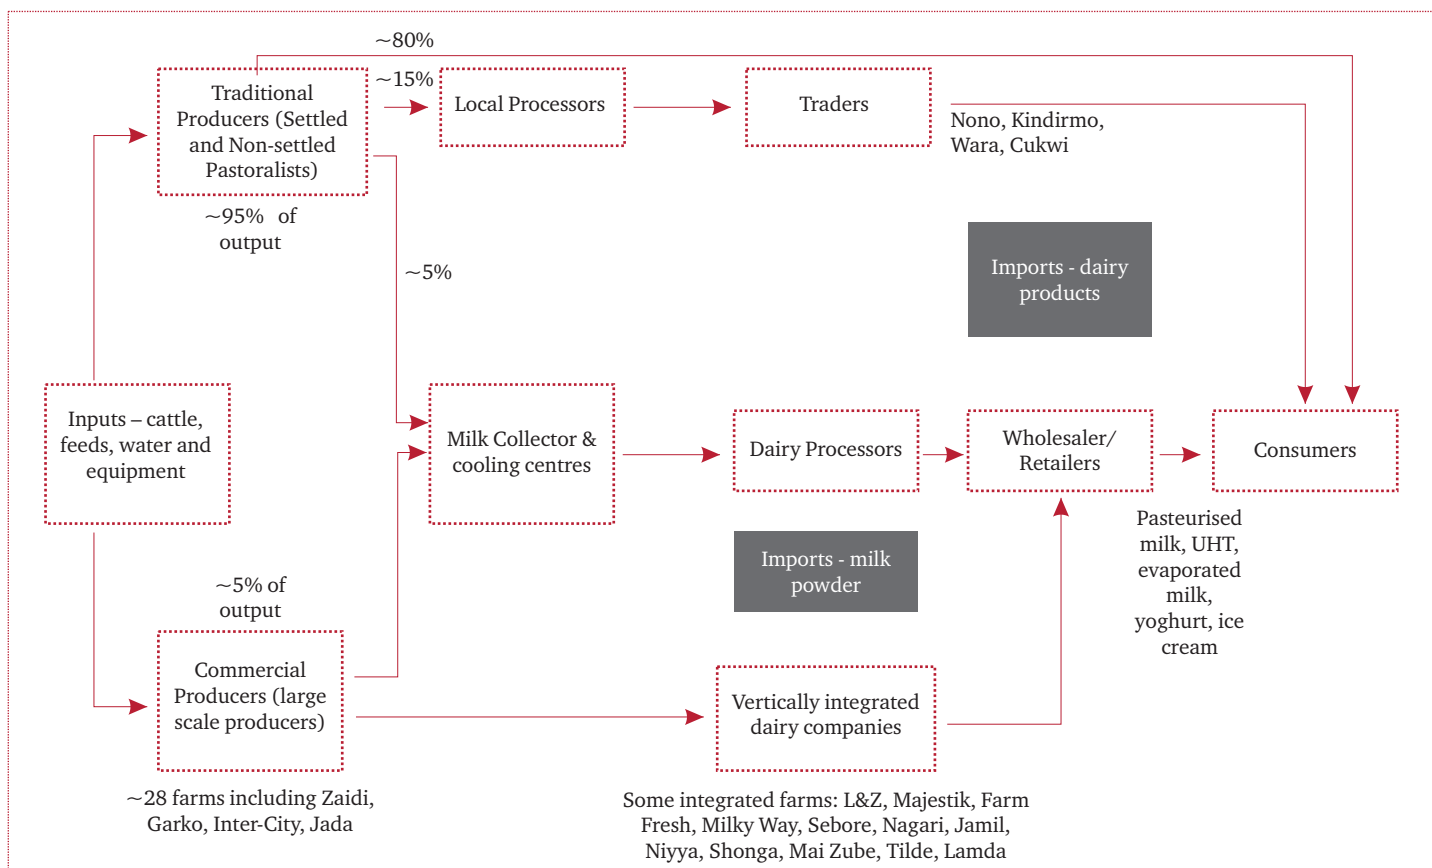 ~80%
~15%
Traditional
Producers (Settled
and Non-settled
Pastoralists)
Local Processors
Traders
Nono, Kindirmo,
Wara, Cukwi
~95% of
output
~5%
Imports - dairy
products
Inputs – cattle,
feeds, water and
equipment
Milk Collector &
cooling centres
Dairy Processors
Wholesaler/
Retailers
Consumers
Pasteurised
milk, UHT,
evaporated
milk,
yoghurt, ice
cream
Imports - milk
powder
~5% of
output
Commercial
Producers (large
scale producers)
Vertically integrated
dairy companies
~28 farms including Zaidi,
Garko, Inter-City, Jada
Some integrated farms: L&Z, Majestik, Farm
Fresh, Milky Way, Sebore, Nagari, Jamil,
Niyya, Shonga, Mai Zube, Tilde, Lamda